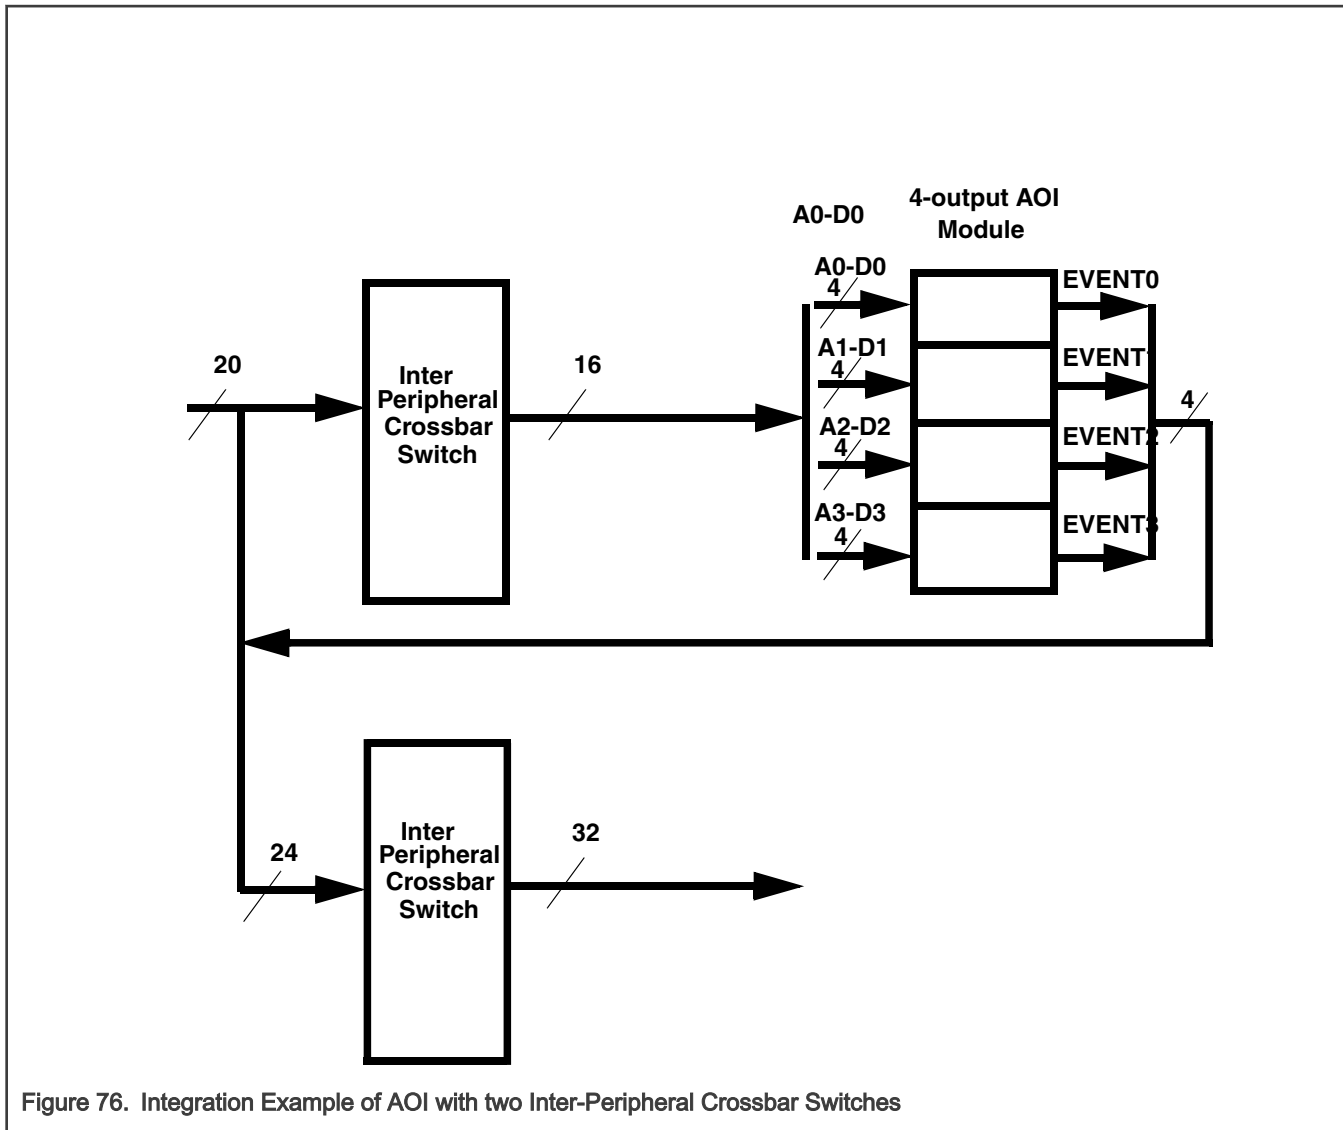 4-output AOI
Module
A0-D0
A0-D0
4
EVENT0
A1-D1
4
EVENT1
A2-D2
4
EVENT2
A3-D3
4
EVENT3
4
20
Inter
Peripheral
Crossbar
Switch
16
24
Inter
Peripheral
Crossbar
Switch
32
Figure 76. Integration Example of AOI with two Inter-Peripheral Crossbar Switches